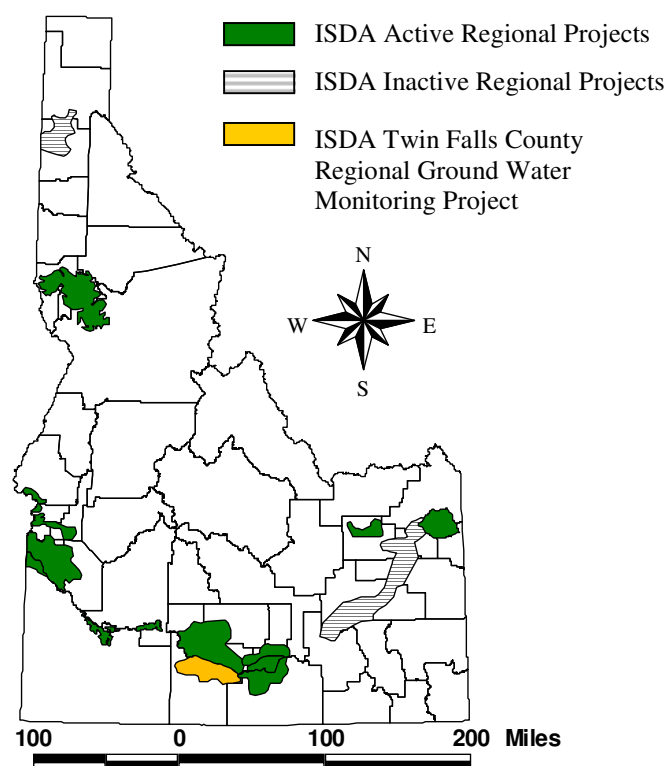 ISDA Active Regional Projects
ISDA Inactive Regional Projects
ISDA Twin Falls County
Regional Ground Water
Monitoring Project
N
W E
S
100 0 100 200 Miles